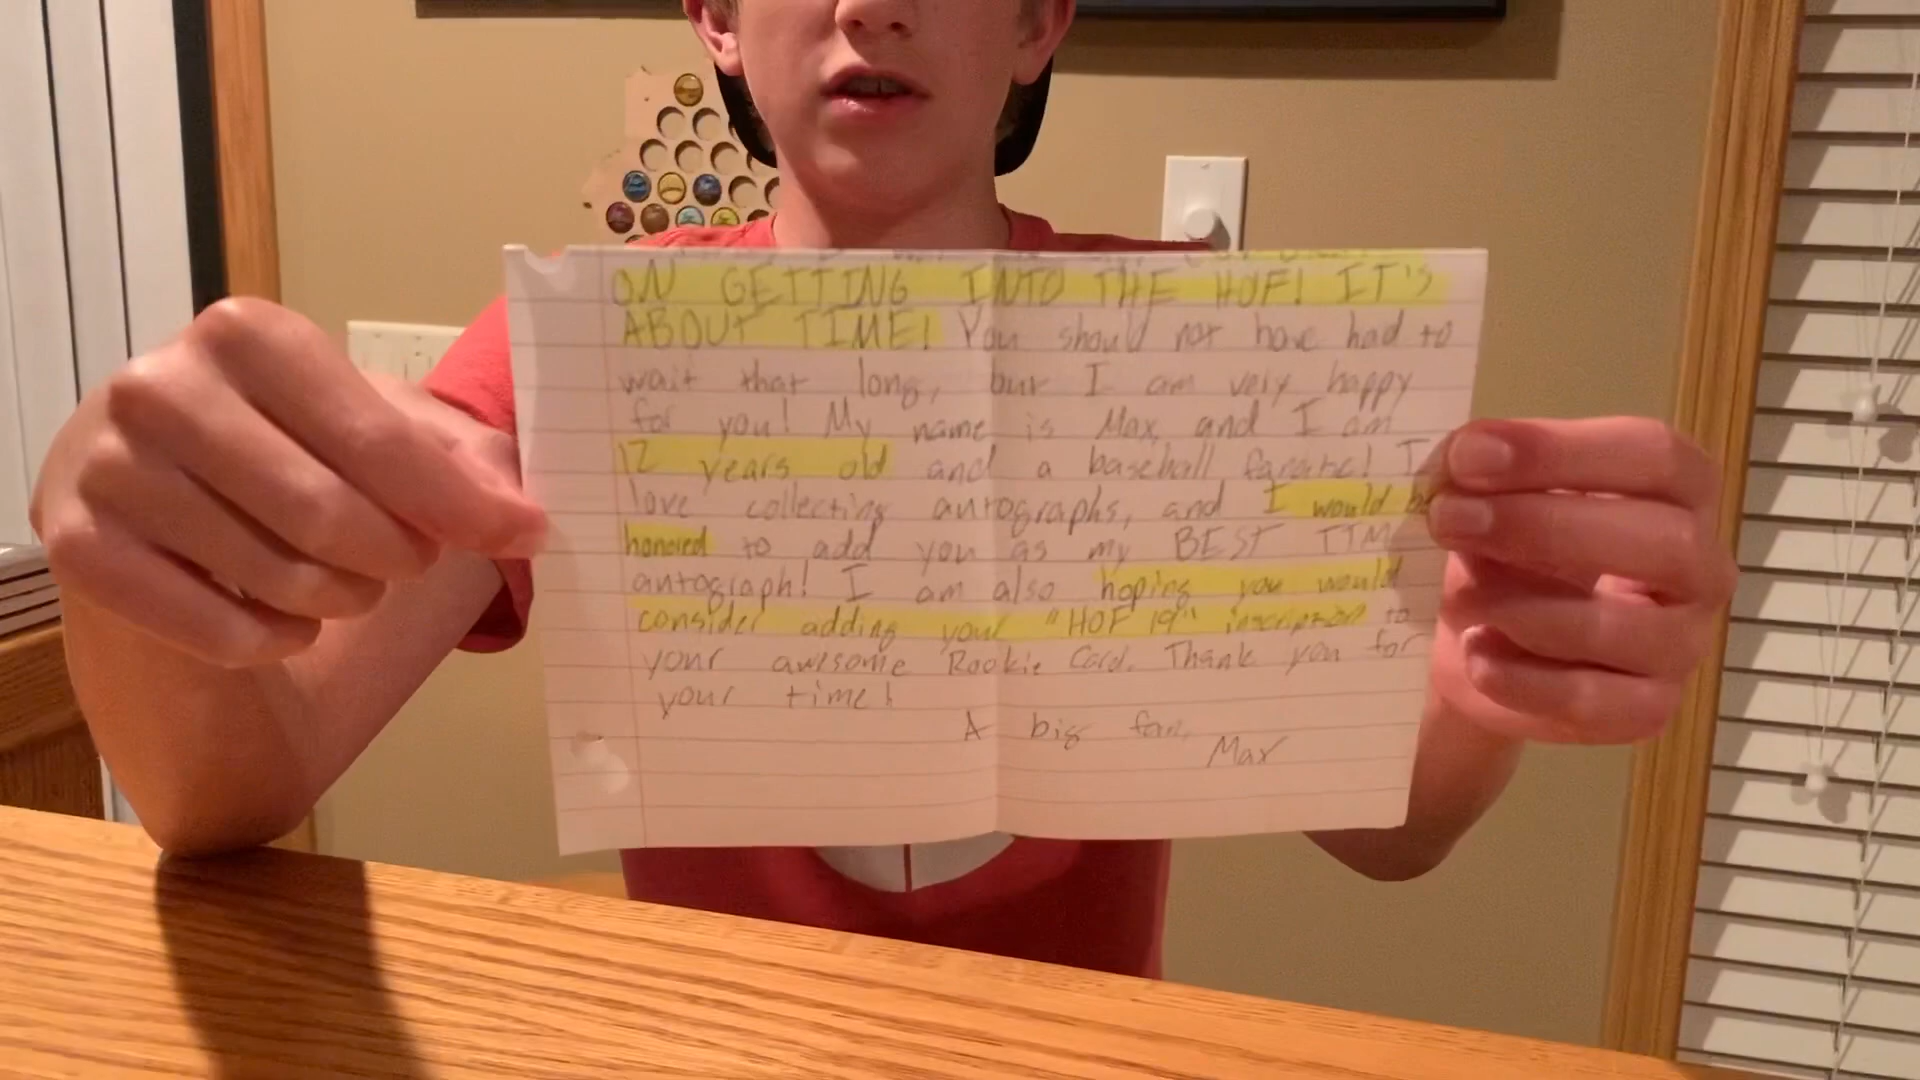 ON GETTING INTO THE HOF! IT's
ABOUT TIME! You should not have had to
wait that long, but I am very happy
for you! My name is Max, and I am
12 years old and a baseball fanatic! I
love collecting autographs, and I would be
honored to add you as my BEST TTM
autograph! I am also hoping you would
consider adding your "HOF 19" inscription to
your awsome Rookie Card. Thank you for
your time!
A big fan,
Max